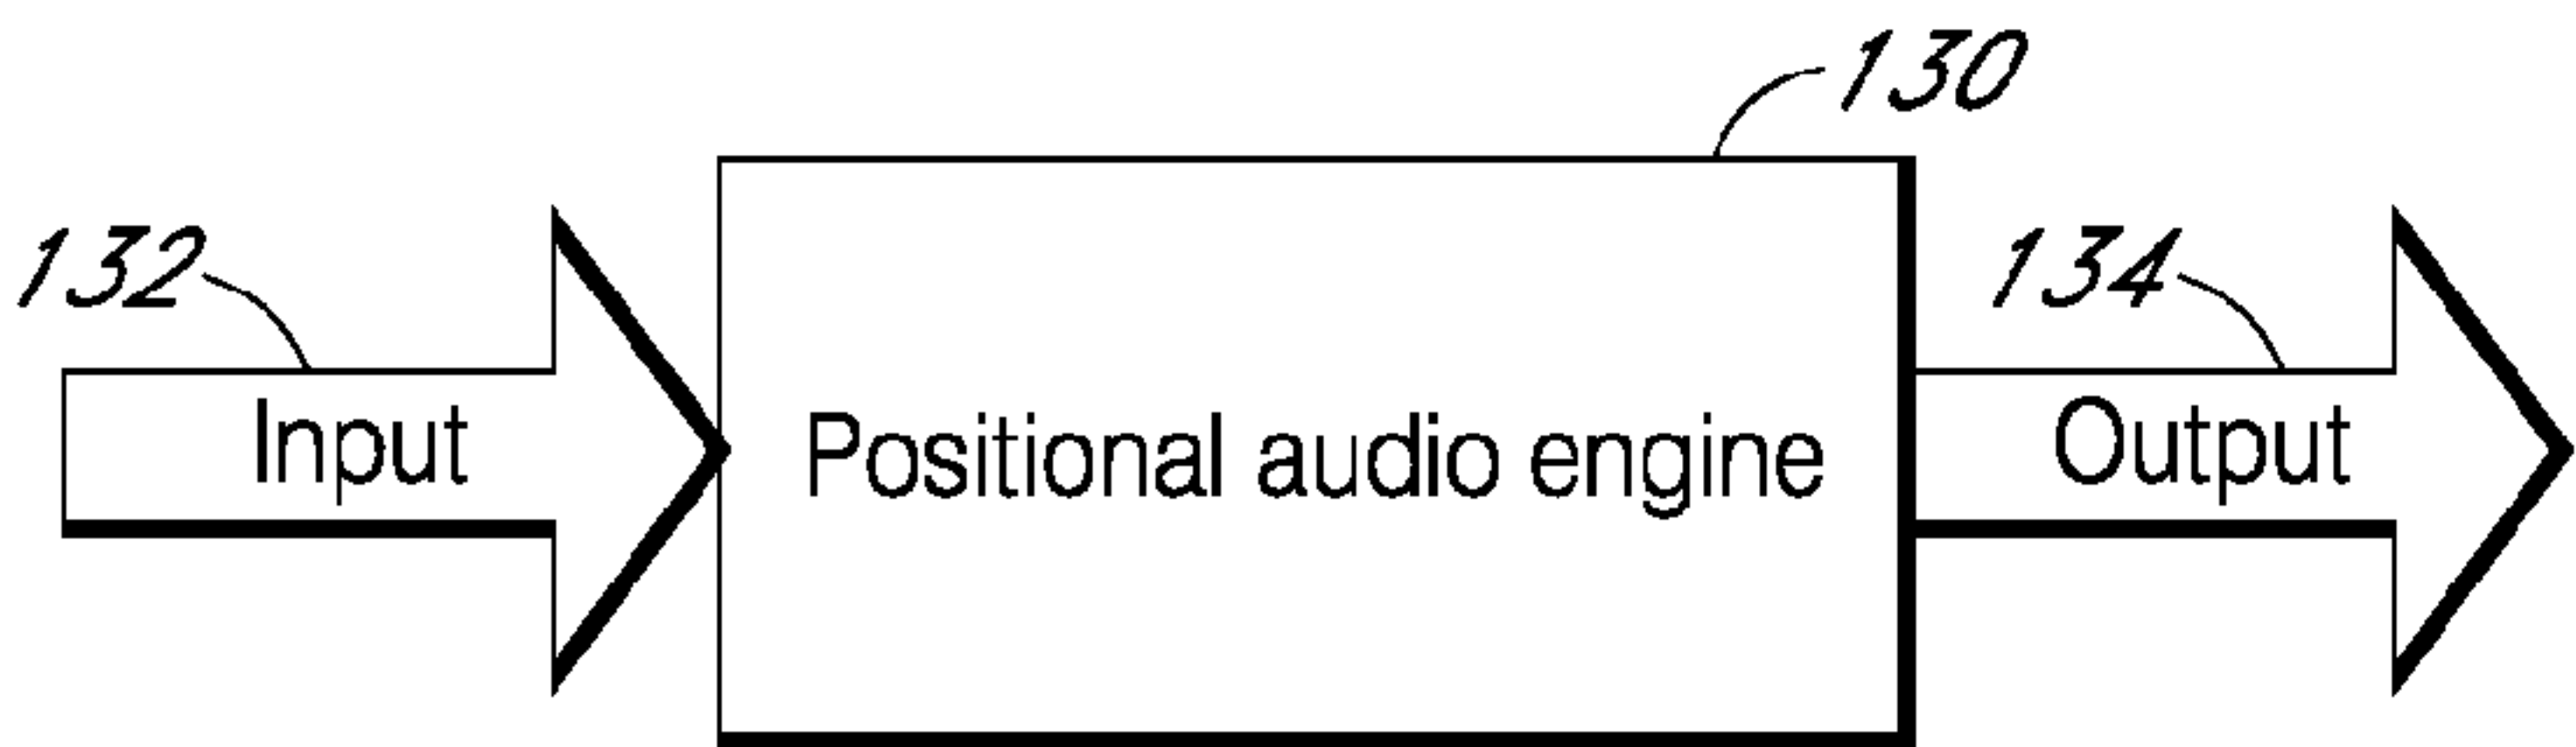 130
132
134
Input
Positional audio engine
Output